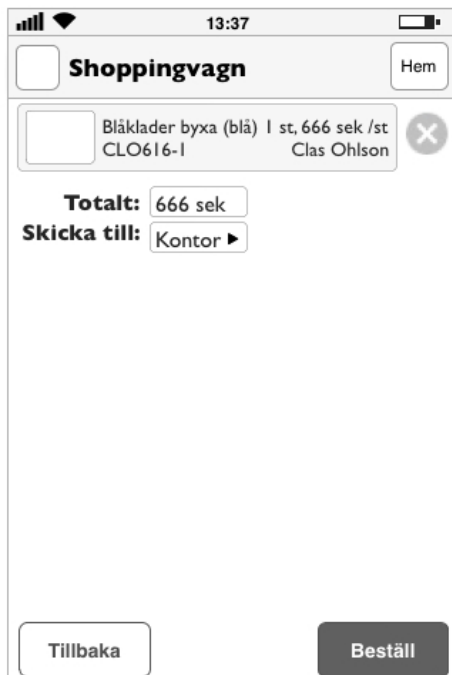 13:37
Shoppingvagn
Hem
Blåklader byxa (blå) 1 st, 666 sek /st
CLO616-1 Clas Ohlson
Totalt: 666 sek
Skicka till: Kontor
Tillbaka Beställ